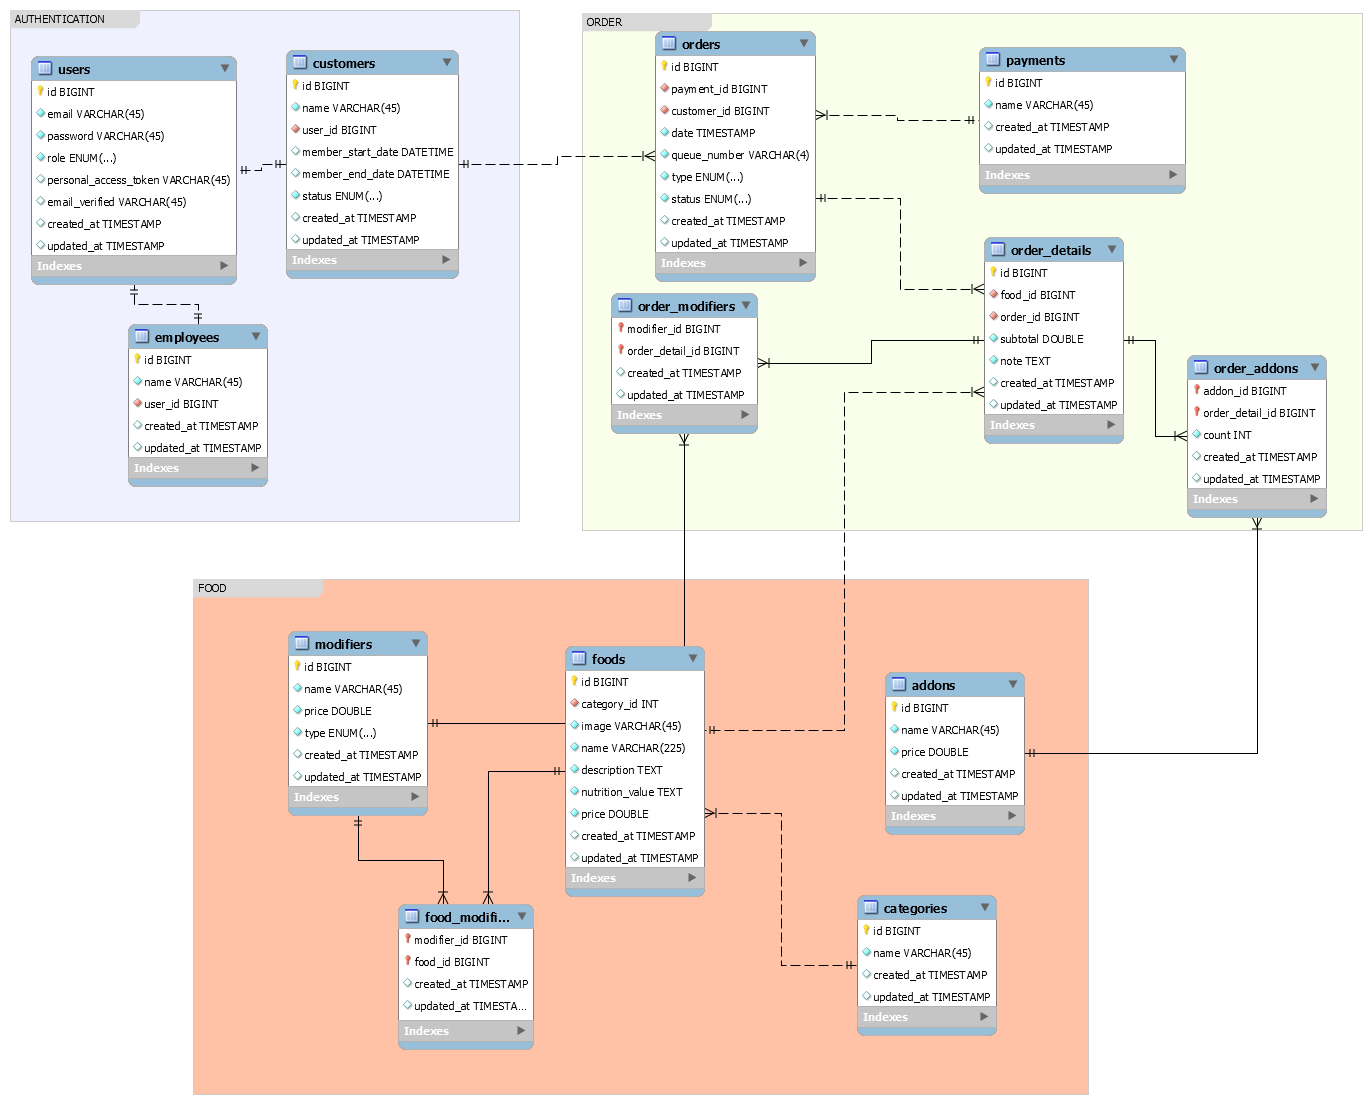 AUTHENTICATION
users
id BIGINT
email VARCHAR(45)
password VARCHAR(45)
role ENUM(...)
personal_access_token VARCHAR(45)
email_verified VARCHAR(45)
created_at TIMESTAMP
updated_at TIMESTAMP
Indexes
customers
id BIGINT
name VARCHAR(45)
user_id BIGINT
member_start_date DATETIME
member_end_date DATETIME
status ENUM(...)
created_at TIMESTAMP
updated_at TIMESTAMP
Indexes
employees
id BIGINT
name VARCHAR(45)
user_id BIGINT
created_at TIMESTAMP
updated_at TIMESTAMP
Indexes
ORDER
orders
id BIGINT
payment_id BIGINT
customer_id BIGINT
date TIMESTAMP
queue_number VARCHAR(4)
type ENUM(...)
status ENUM(...)
created_at TIMESTAMP
updated_at TIMESTAMP
Indexes
payments
id BIGINT
name VARCHAR(45)
created_at TIMESTAMP
updated_at TIMESTAMP
Indexes
order_details
id BIGINT
food_id BIGINT
order_id BIGINT
subtotal DOUBLE
note TEXT
created_at TIMESTAMP
updated_at TIMESTAMP
Indexes
order_modifiers
modifier_id BIGINT
order_detail_id BIGINT
created_at TIMESTAMP
updated_at TIMESTAMP
Indexes
order_addons
addon_id BIGINT
order_detail_id BIGINT
count INT
created_at TIMESTAMP
updated_at TIMESTAMP
Indexes
FOOD
modifiers
id BIGINT
name VARCHAR(45)
price DOUBLE
type ENUM(...)
created_at TIMESTAMP
updated_at TIMESTAMP
Indexes
foods
id BIGINT
category_id INT
image VARCHAR(45)
name VARCHAR(225)
description TEXT
nutrition_value TEXT
price DOUBLE
created_at TIMESTAMP
updated_at TIMESTAMP
Indexes
addons
id BIGINT
name VARCHAR(45)
price DOUBLE
created_at TIMESTAMP
updated_at TIMESTAMP
Indexes
food_modifi...
modifier_id BIGINT
food_id BIGINT
created_at TIMESTAMP
updated_at TIMESTA...
Indexes
categories
id BIGINT
name VARCHAR(45)
created_at TIMESTAMP
updated_at TIMESTAMP
Indexes